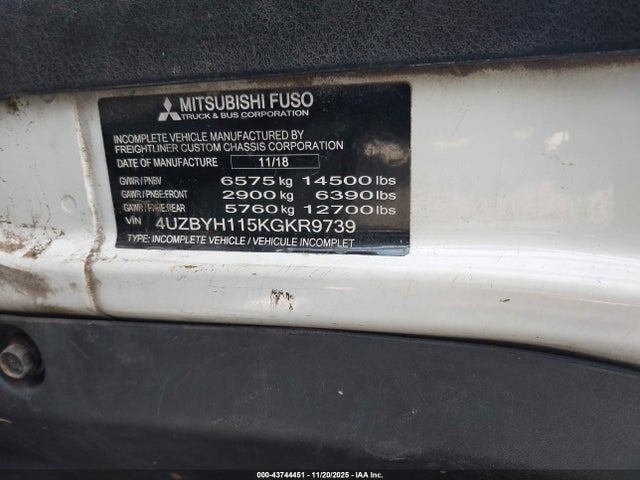 MITSUBISHI FUSO
TRUCK & BUS CORPORATION
INCOMPLETE VEHICLE MANUFACTURED BY
FREIGHTLINER CUSTOM CHASSIS CORPORATION
DATE OF MANUFACTURE 11/18
GVWR / PNBV 6575 kg 14500 lbs
GAWR / PNBE:FRONT 2900 kg 6390 lbs
GAWR / PNBE:REAR 5760 kg 12700 lbs
VIN 4UZBYH115KGKR9739
TYPE: INCOMPLETE VEHICLE / VEHICULE INCOMPLET
000-43744451 - 11/20/2025 - IAA Inc.